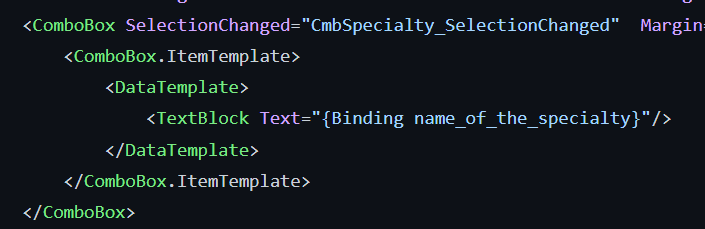 <ComboBox SelectionChanged="CmbSpecialty_SelectionChanged"  Margin=
<ComboBox.ItemTemplate>
<DataTemplate>
<TextBlock Text="{Binding name_of_the_specialty}"/>
</DataTemplate>
</ComboBox.ItemTemplate>
</ComboBox>